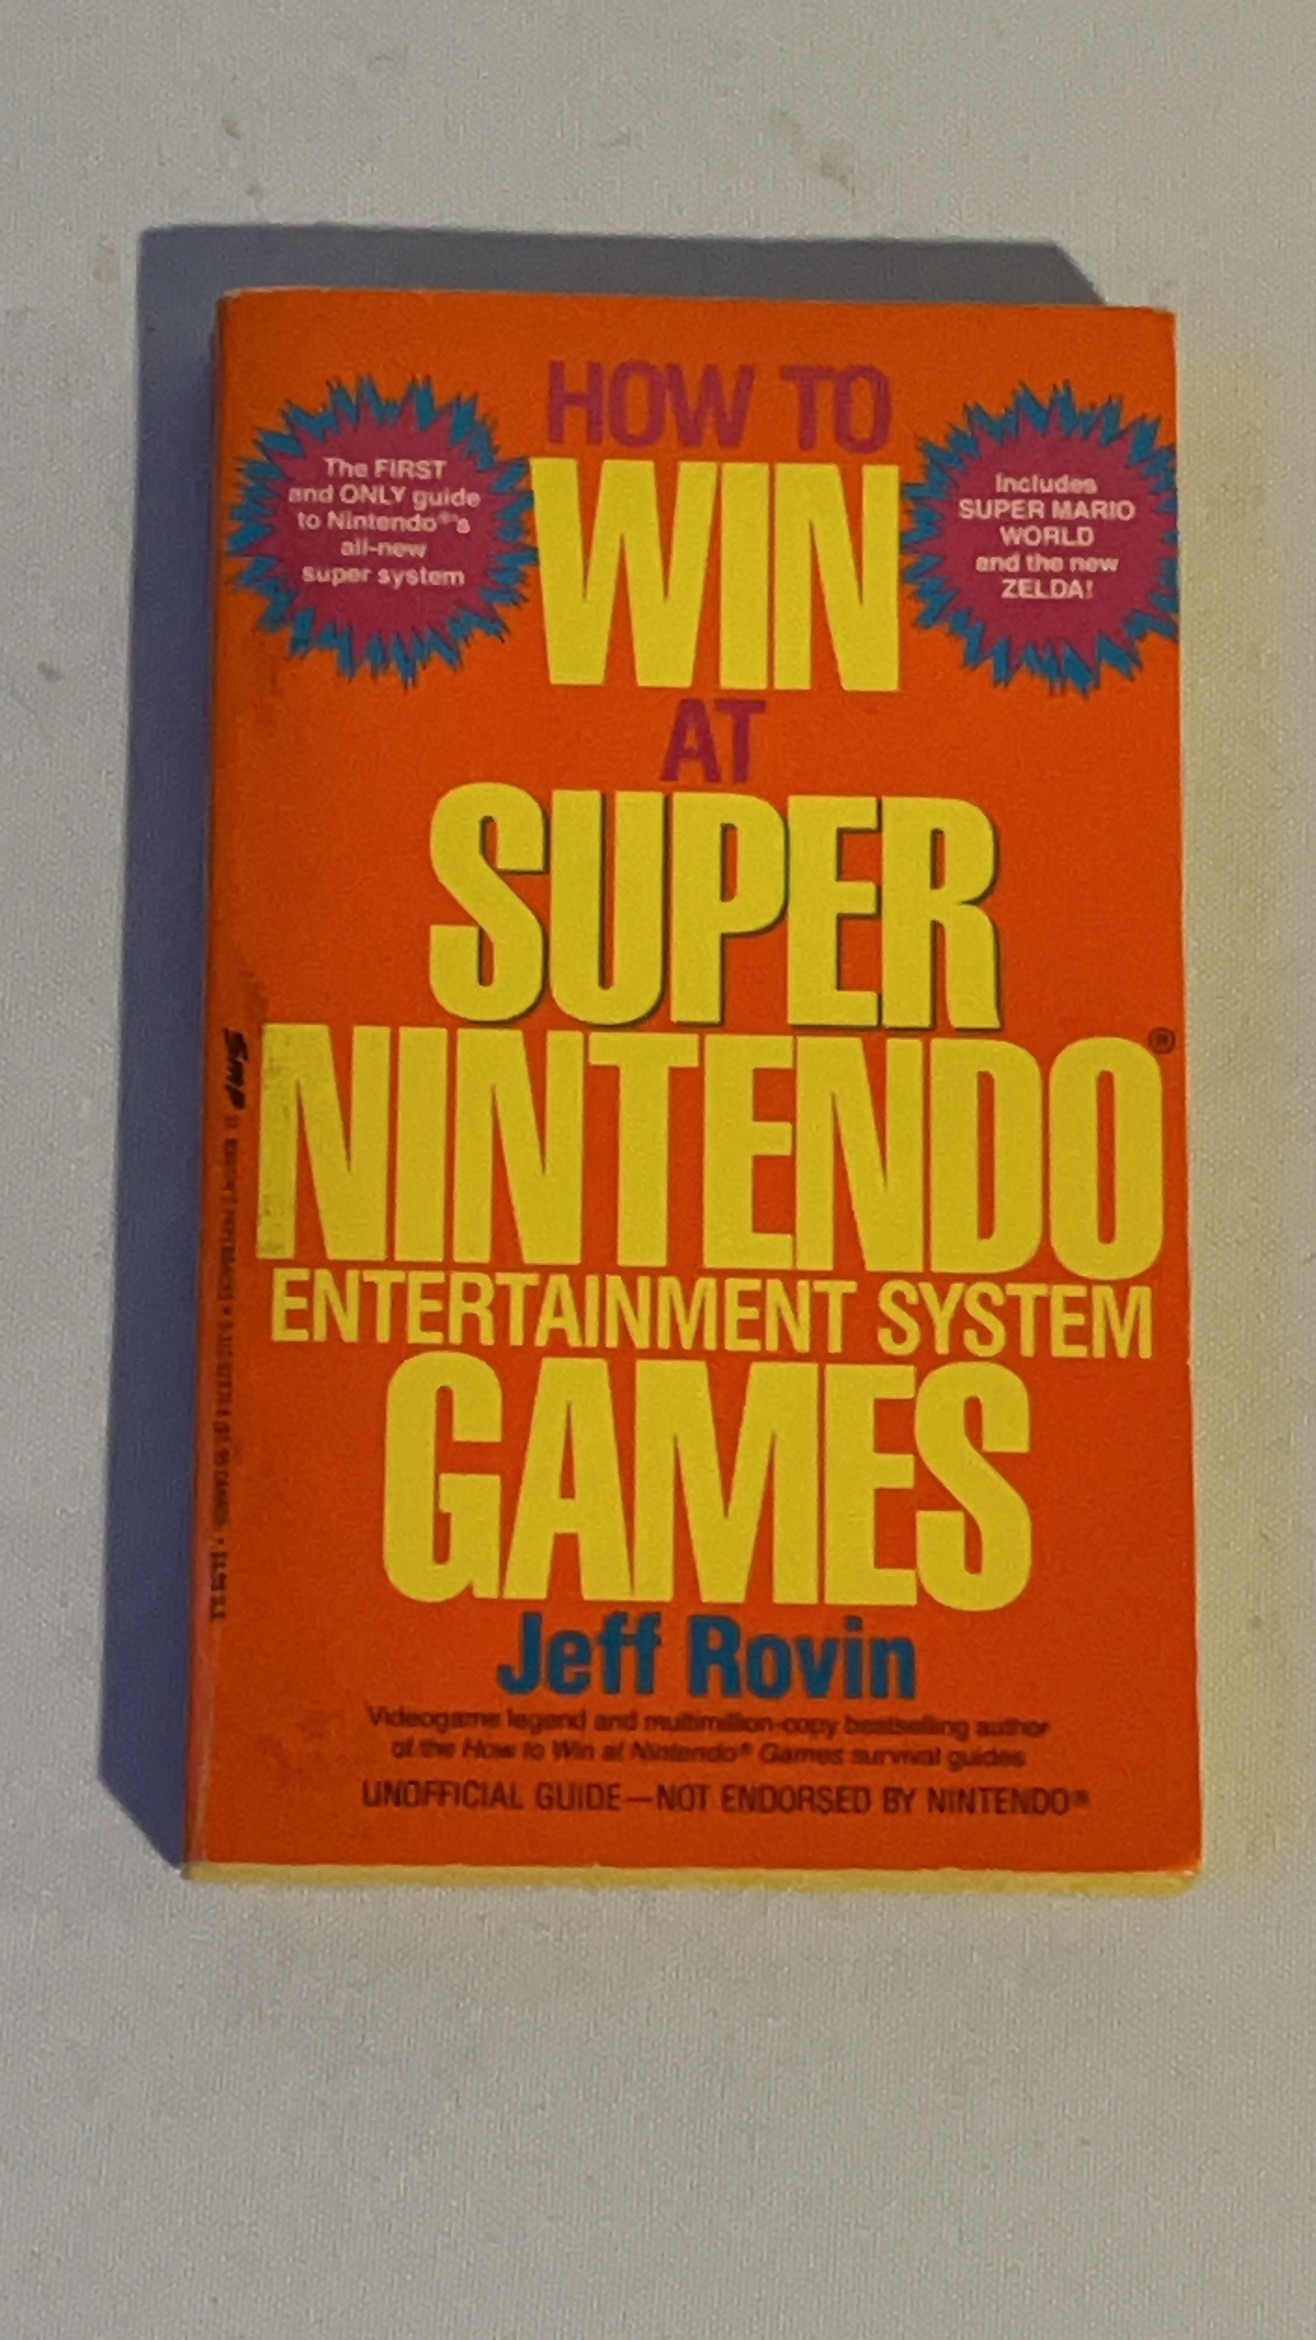 The FIRST
and ONLY guide
to Nintendo®'s
all-new
super system
HOW TO
WIN
AT
SUPER
NINTENDO®
ENTERTAINMENT SYSTEM
GAMES
Includes
SUPER MARIO
WORLD
and the new
ZELDA!
Jeff Rovin
Videogame legend and multimillion-copy bestselling author
of the How to Win at Nintendo® Games survival guides
UNOFFICIAL GUIDE—NOT ENDORSED BY NINTENDO®
SMP